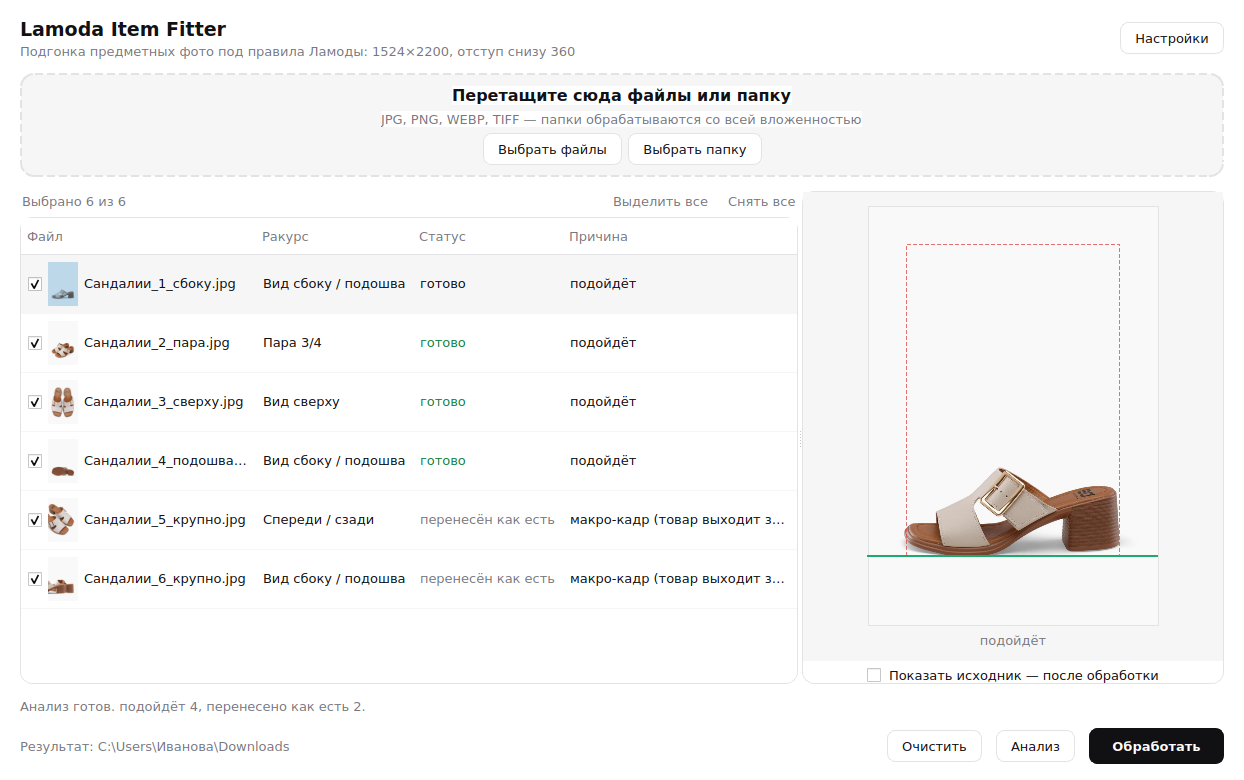 Lamoda Item Fitter
Подгонка предметных фото под правила Ламоды: 1524×2200, отступ снизу 360
Настройки
Перетащите сюда файлы или папку
JPG, PNG, WEBP, TIFF — папки обрабатываются со всей вложенностью
Выбрать файлы Выбрать папку
Выбрано 6 из 6 Выделить все Снять все
Файл Ракурс Статус Причина
Сандалии_1_сбоку.jpg Вид сбоку / подошва готово подойдёт
Сандалии_2_пара.jpg Пара 3/4 готово подойдёт
Сандалии_3_сверху.jpg Вид сверху готово подойдёт
Сандалии_4_подошва... Вид сбоку / подошва готово подойдёт
Сандалии_5_крупно.jpg Спереди / сзади перенесён как есть макро-кадр (товар выходит з...
Сандалии_6_крупно.jpg Вид сбоку / подошва перенесён как есть макро-кадр (товар выходит з...
подойдёт
Показать исходник — после обработки
Анализ готов. подойдёт 4, перенесено как есть 2.
Результат: C:\Users\Иванова\Downloads
Очистить Анализ Обработать